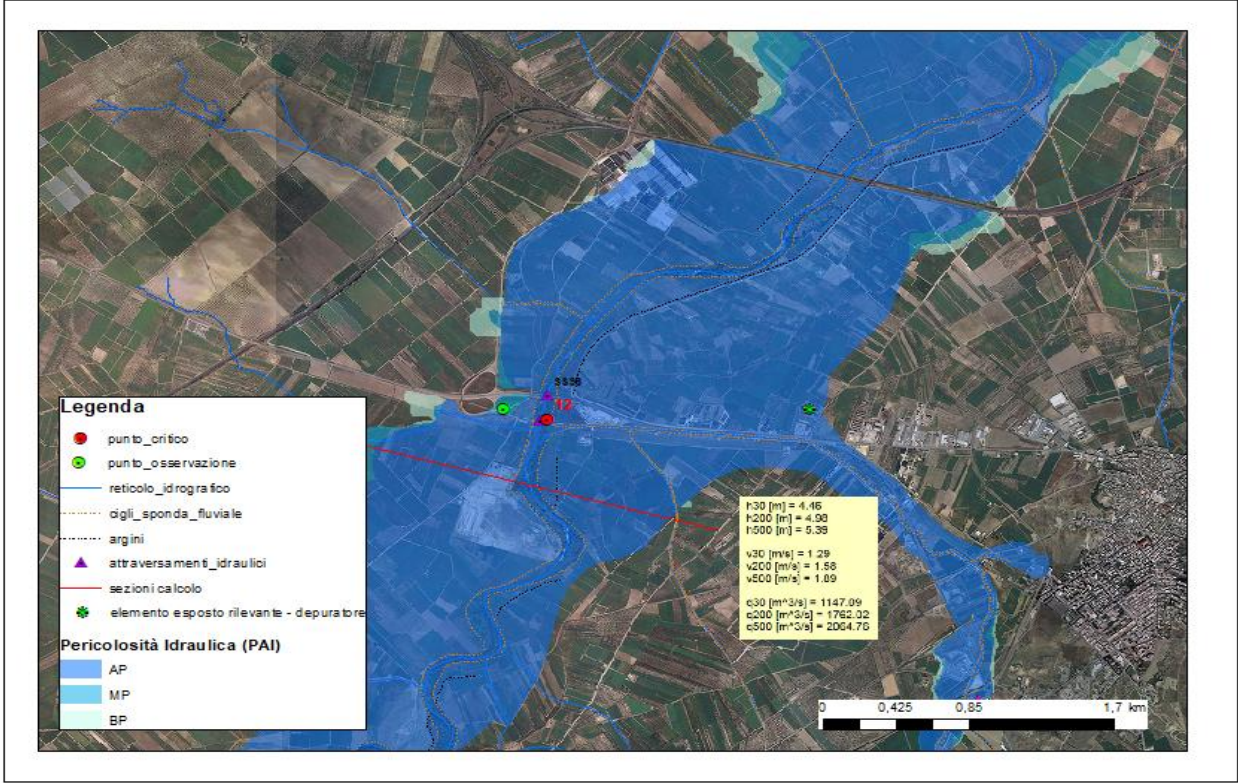 SS96
12
Legenda
punto_critico
punto_osservazione
reticolo_idrografico
cigli_sponda_fluviale
argini
attraversamenti_idraulici
sezioni calcolo
elemento esposto rilevante - depuratore
Pericolosità Idraulica (PAI)
AP
MP
BP
h30 [m] = 4.46
h200 [m] = 4.98
h500 [m] = 5.39
v30 [m/s] = 1.29
v200 [m/s] = 1.58
v500 [m/s] = 1.69
q30 [m^3/s] = 1147.09
q200 [m^3/s] = 1762.02
q500 [m^3/s] = 2064.76
0 0,425 0,85 1,7 km